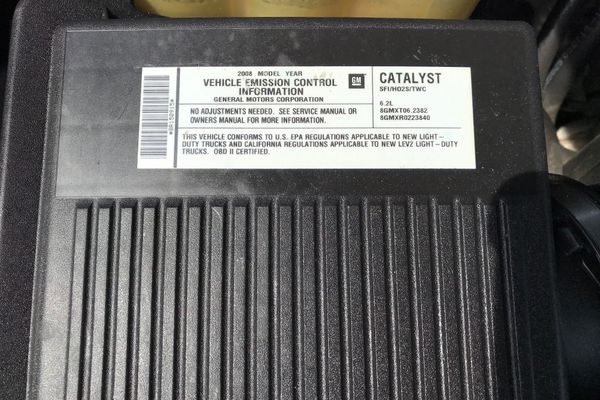 2008 MODEL YEAR
VEHICLE EMISSION CONTROL
INFORMATION
GENERAL MOTORS CORPORATION
GM
NO ADJUSTMENTS NEEDED. SEE SERVICE MANUAL OR
OWNERS MANUAL FOR MORE INFORMATION.
CATALYST
SFI/HO2S/TWC
6.2L
8GMXT06.2382
8GMXR0223840
THIS VEHICLE CONFORMS TO U.S. EPA REGULATIONS APPLICABLE TO NEW LIGHT-
DUTY TRUCKS AND CALIFORNIA REGULATIONS APPLICABLE TO NEW LEV2 LIGHT-DUTY
TRUCKS. OBD II CERTIFIED.